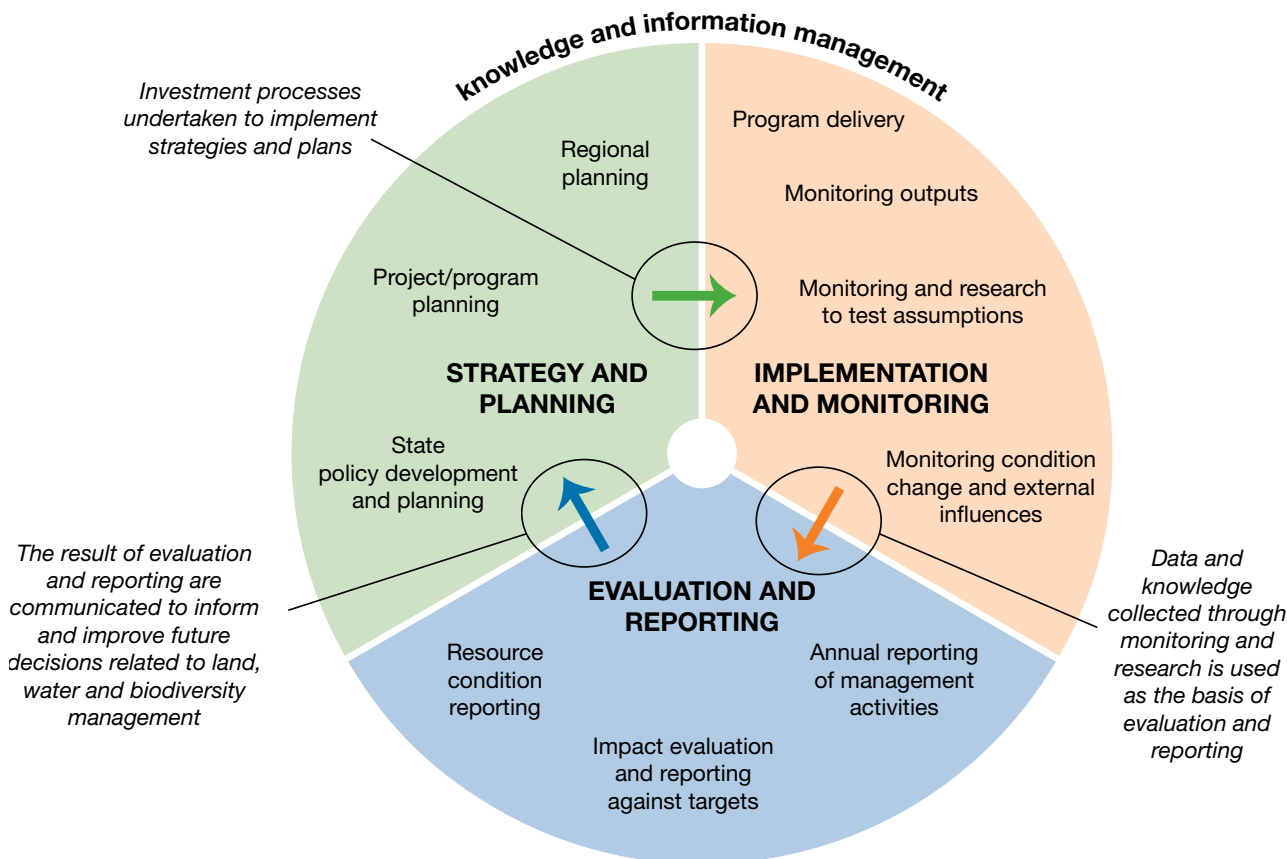 knowledge and information management
Investment processes
undertaken to implement
strategies and plans
Regional
planning
Project/program
planning
STRATEGY AND
PLANNING
State
policy development
and planning
Program delivery
Monitoring outputs
Monitoring and research
to test assumptions
IMPLEMENTATION
AND MONITORING
Monitoring condition
change and external
influences
Data and
knowledge
collected through
monitoring and
research is used
as the basis of
evaluation and
reporting
EVALUATION AND
REPORTING
Annual reporting
of management
activities
Impact evaluation
and reporting
against targets
Resource
condition
reporting
The result of evaluation
and reporting are
communicated to inform
and improve future
decisions related to land,
water and biodiversity
management